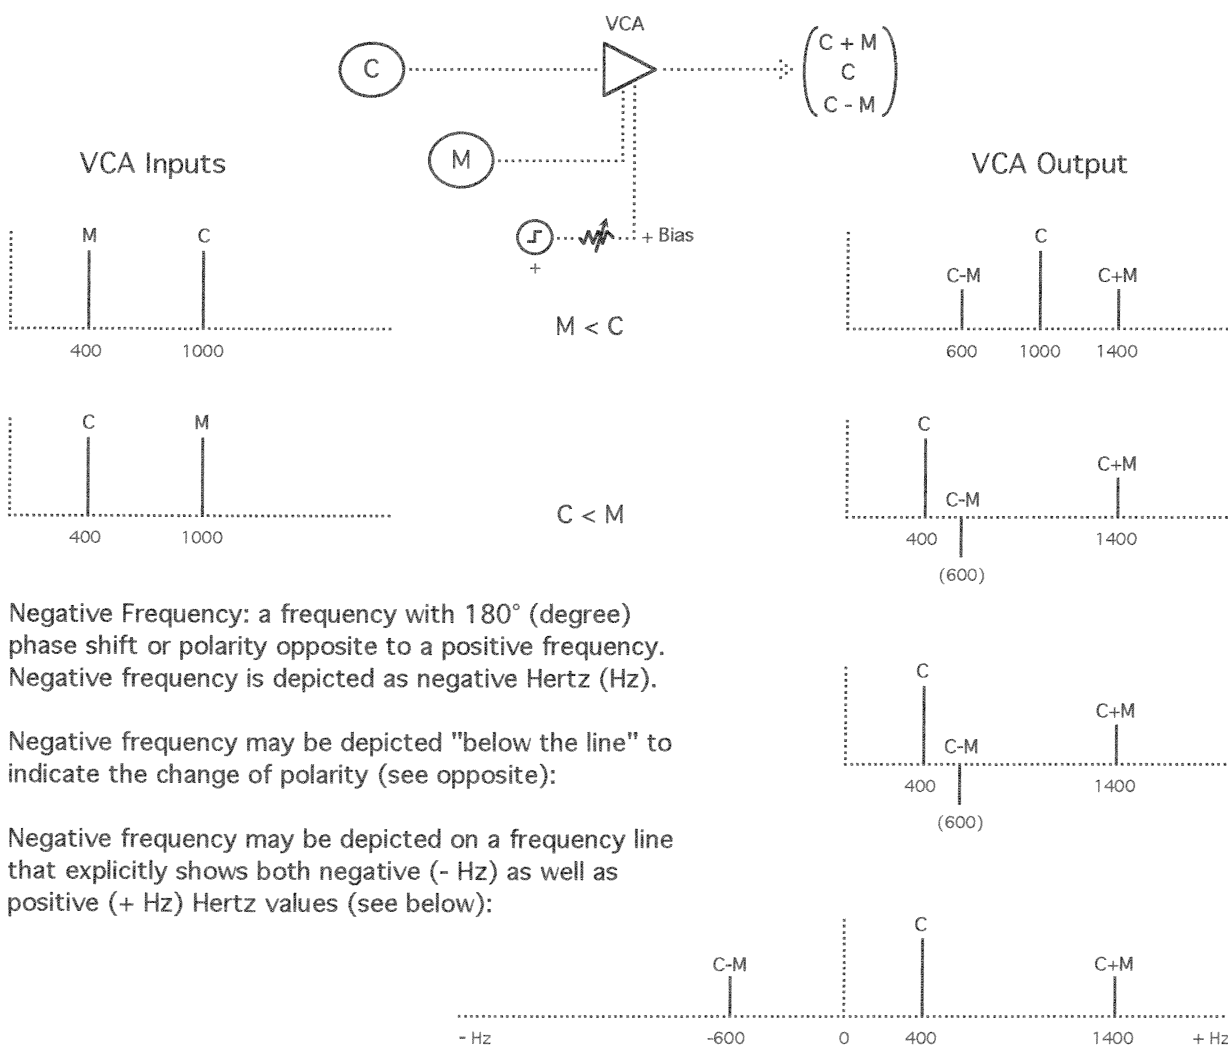 VCA
C
C + M
C
C - M
M
VCA Inputs
VCA Output
+ Bias
+
M C
400 1000
M < C
C
C-M C+M
600 1000 1400
C M
400 1000
C < M
C
C+M
C-M
400 1400
(600)
Negative Frequency: a frequency with 180° (degree)
phase shift or polarity opposite to a positive frequency.
Negative frequency is depicted as negative Hertz (Hz).
Negative frequency may be depicted "below the line" to
indicate the change of polarity (see opposite):
C
C+M
C-M
400 1400
(600)
Negative frequency may be depicted on a frequency line
that explicitly shows both negative (- Hz) as well as
positive (+ Hz) Hertz values (see below):
C
C-M C+M
- Hz -600 0 400 1400 + Hz